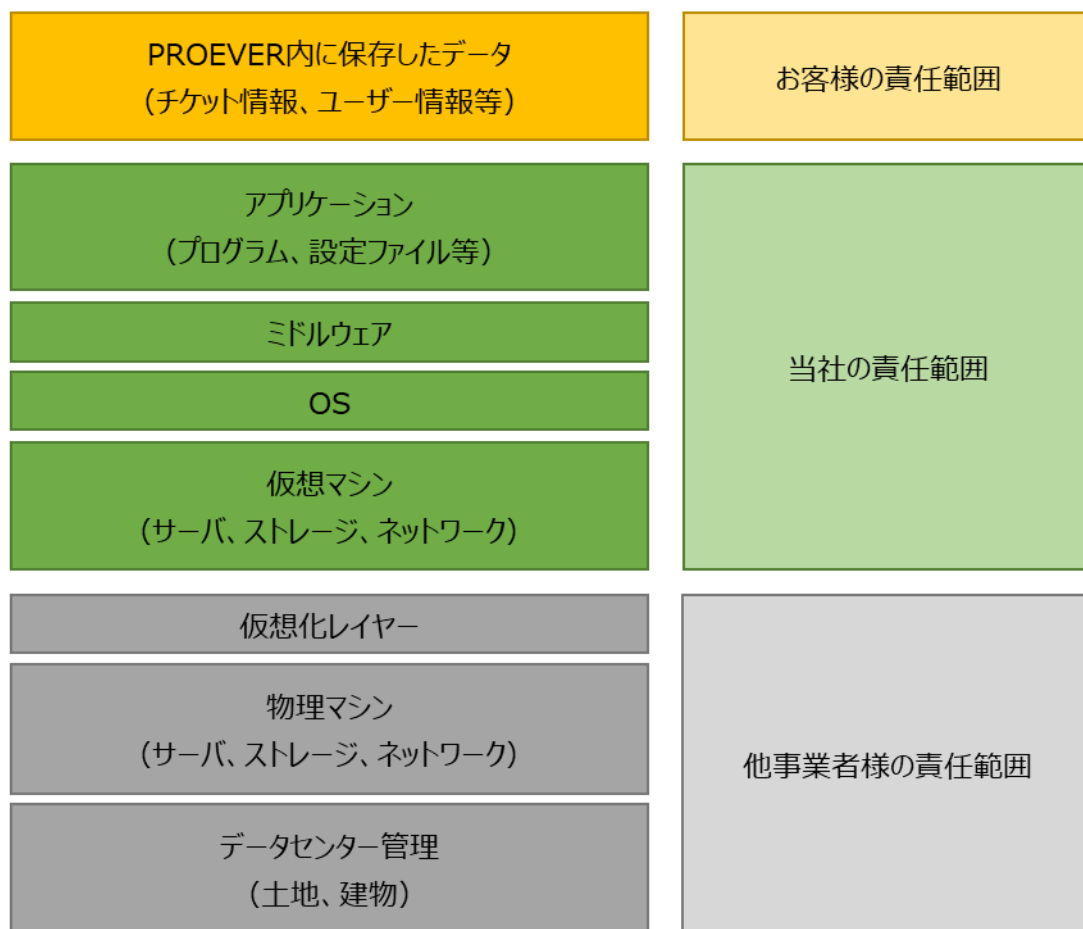 PROEVER内に保存したデータ
（チケット情報、ユーザー情報等）
お客様の責任範囲
アプリケーション
（プログラム、設定ファイル等）
ミドルウェア
OS
仮想マシン
（サーバ、ストレージ、ネットワーク）
当社の責任範囲
仮想化レイヤー
物理マシン
（サーバ、ストレージ、ネットワーク）
データセンター管理
（土地、建物）
他事業者様の責任範囲